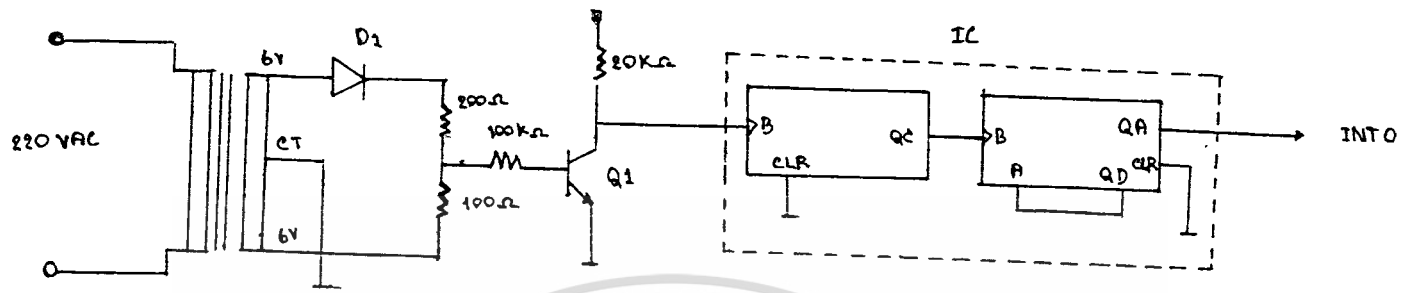 220 VAC
6V
CT
6V
D1
200Ω
100Ω
100KΩ
Q1
20KΩ
IC
B
QC
CLR
B
QA
CLR
A
QD
INT0